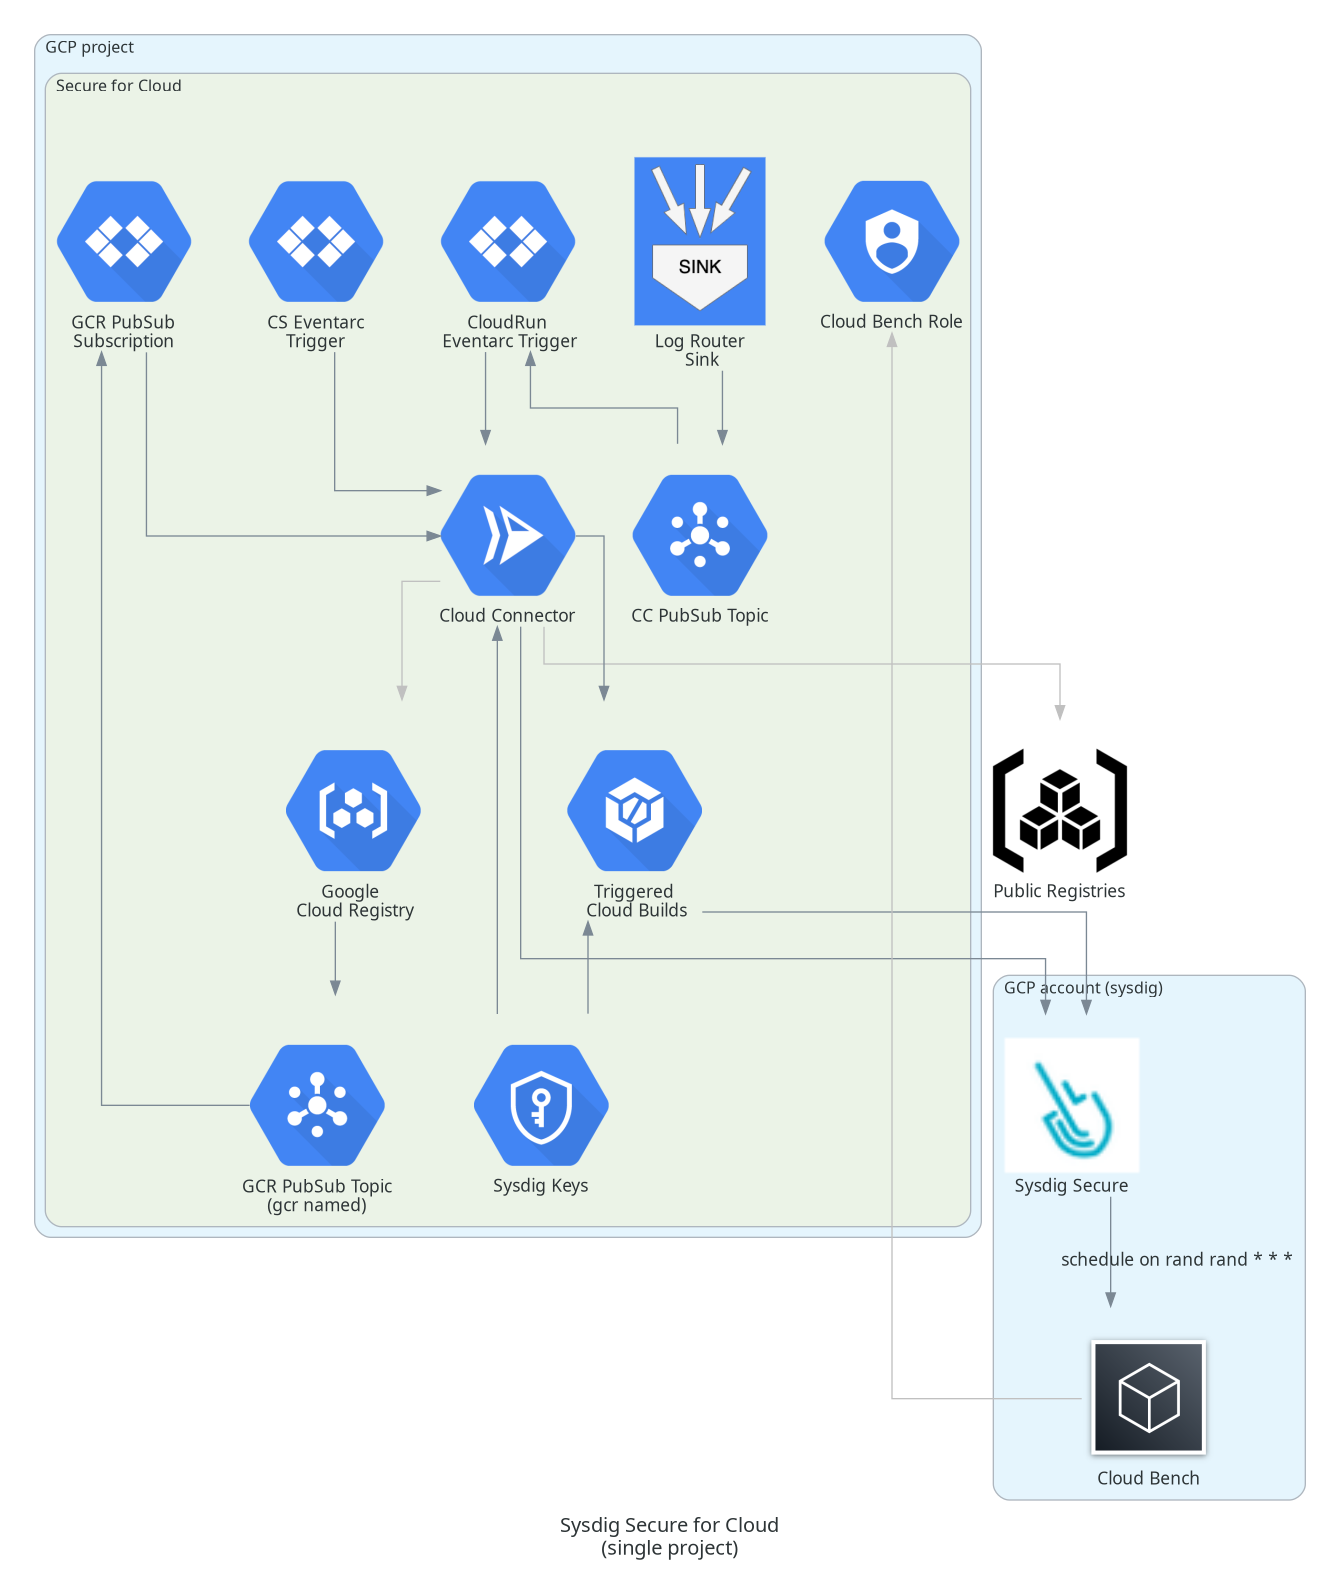 GCP project
Secure for Cloud
SINK
GCR PubSub
Subscription
CS Eventarc
Trigger
CloudRun
Eventarc Trigger
Log Router
Sink
Cloud Bench Role
Cloud Connector
CC PubSub Topic
Google
Cloud Registry
Triggered
Cloud Builds
Public Registries
GCP account (sysdig)
GCR PubSub Topic
(gcr named)
Sysdig Keys
Sysdig Secure
schedule on rand rand * * *
Cloud Bench
Sysdig Secure for Cloud
(single project)